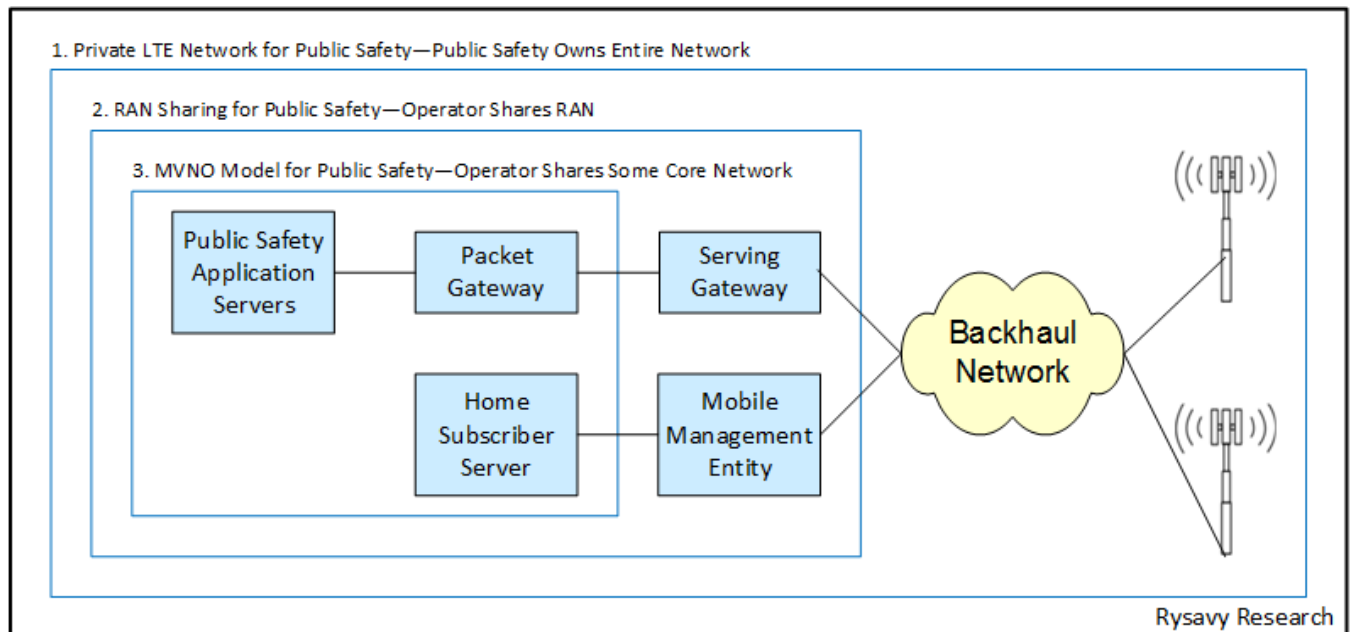 1. Private LTE Network for Public Safety—Public Safety Owns Entire Network
2. RAN Sharing for Public Safety—Operator Shares RAN
3. MVNO Model for Public Safety—Operator Shares Some Core Network
Public Safety
Application
Servers
Packet
Gateway
Serving
Gateway
Home
Subscriber
Server
Mobile
Management
Entity
Backhaul
Network
Rysavy Research